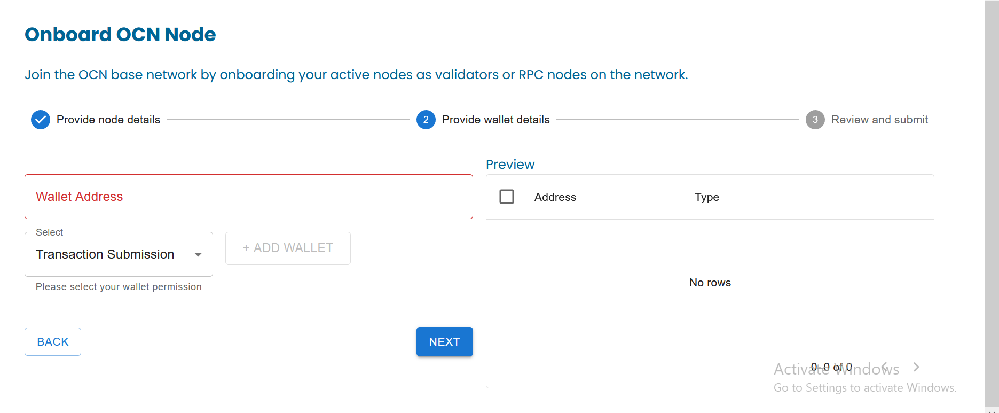 Onboard OCN Node
Join the OCN base network by onboarding your active nodes as validators or RPC nodes on the network.
Provide node details
2 Provide wallet details
3 Review and submit
Wallet Address
Select
Transaction Submission
+ ADD WALLET
Please select your wallet permission
BACK
NEXT
Preview
Address Type
No rows
0–0 of 0
Activate Windows
Go to Settings to activate Windows.